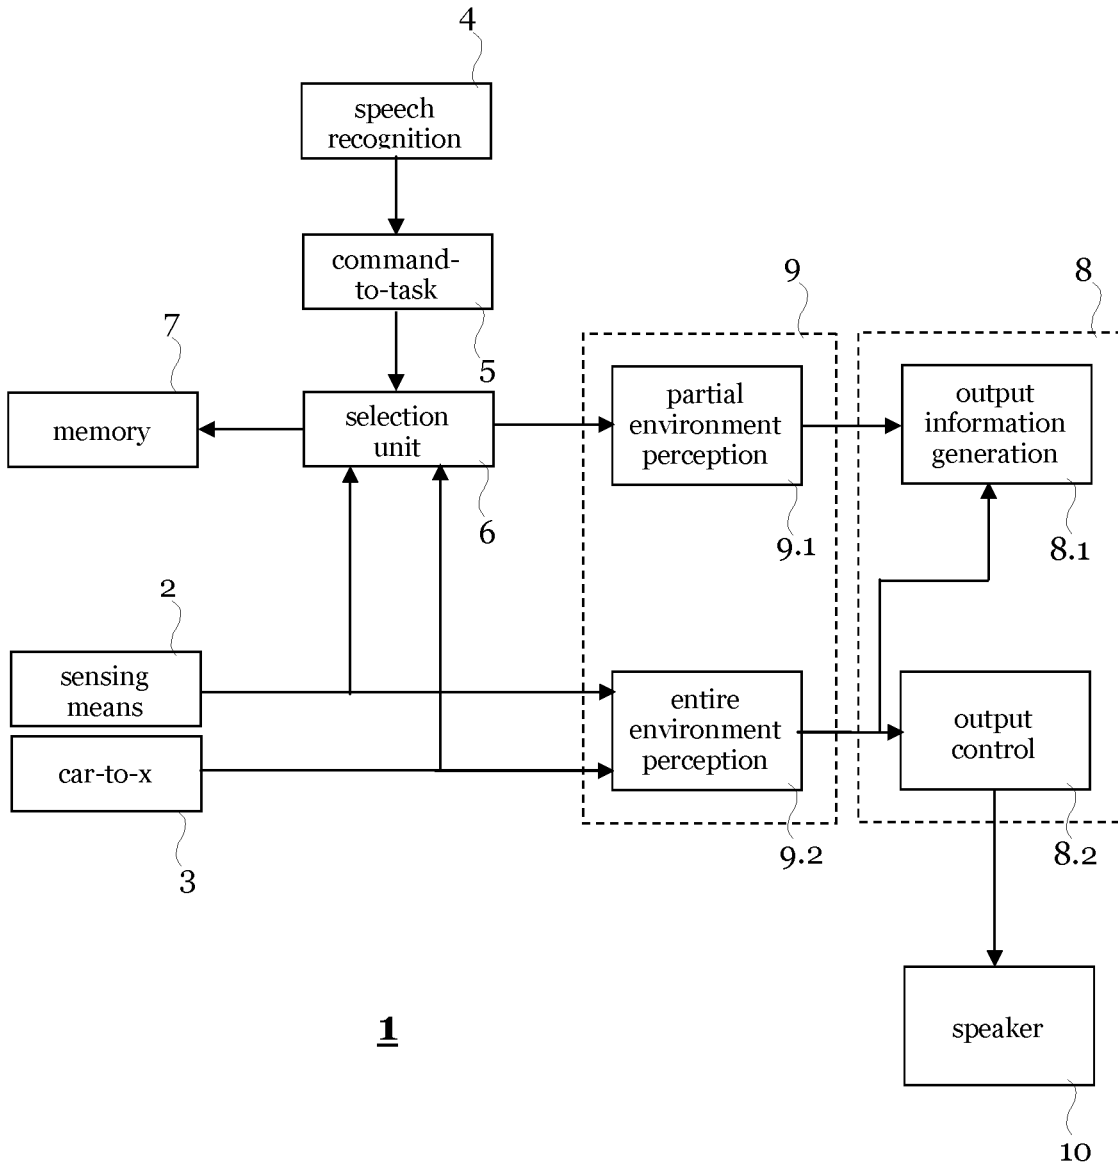 4
speech
recognition
command-
to-task
5
9
8
7
memory
selection
unit
6
partial
environment
perception
9.1
output
information
generation
8.1
2
sensing
means
car-to-x
3
entire
environment
perception
9.2
output
control
8.2
1
speaker
10